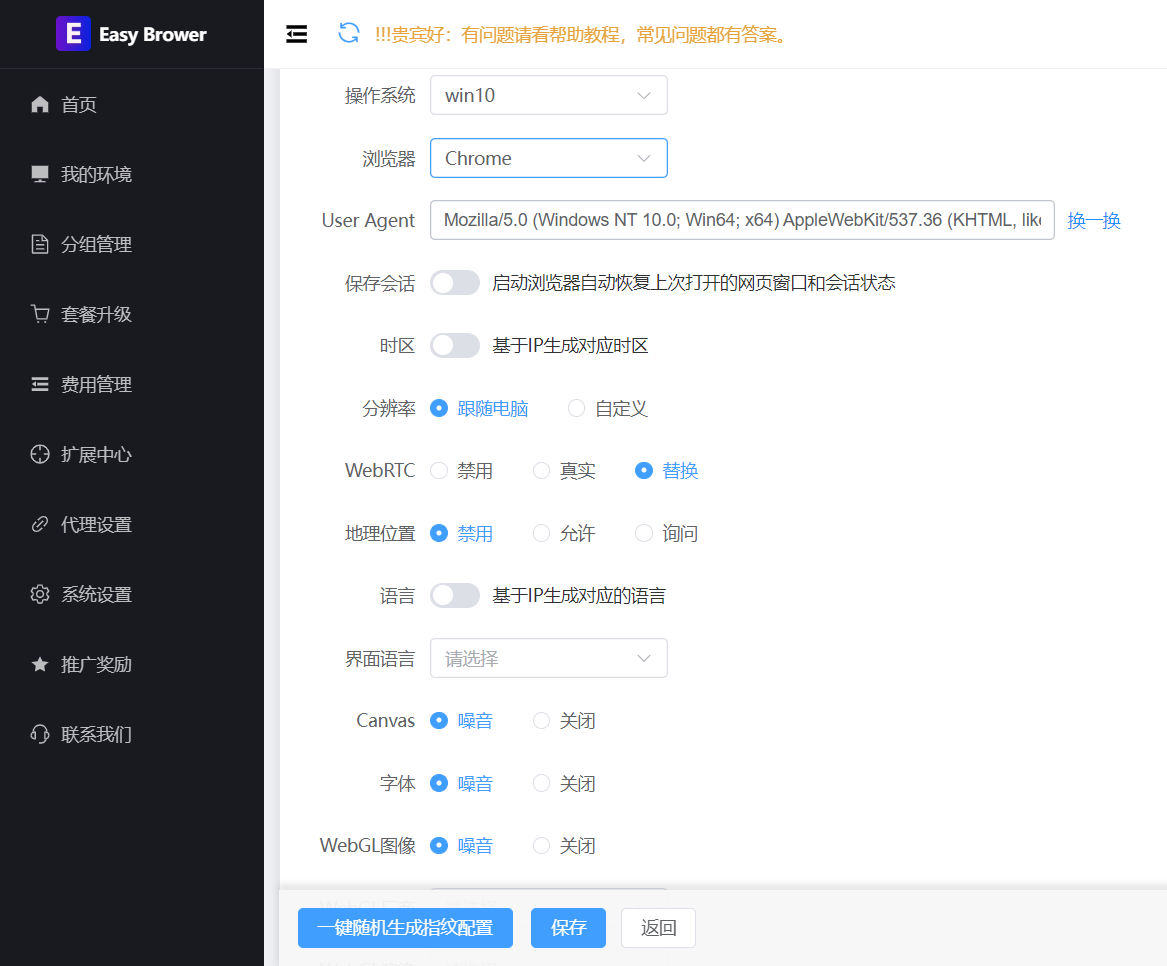 E Easy Brower
!!!贵宾好：有问题请看帮助教程，常见问题都有答案。
首页
我的环境
分组管理
套餐升级
费用管理
扩展中心
代理设置
系统设置
推广奖励
联系我们
操作系统 win10
浏览器 Chrome
User Agent Mozilla/5.0 (Windows NT 10.0; Win64; x64) AppleWebKit/537.36 (KHTML, like 换一换
保存会话 启动浏览器自动恢复上次打开的网页窗口和会话状态
时区 基于IP生成对应时区
分辨率 跟随电脑 自定义
WebRTC 禁用 真实 替换
地理位置 禁用 允许 询问
语言 基于IP生成对应的语言
界面语言 请选择
Canvas 噪音 关闭
字体 噪音 关闭
WebGL图像 噪音 关闭
一键随机生成指纹配置 保存 返回